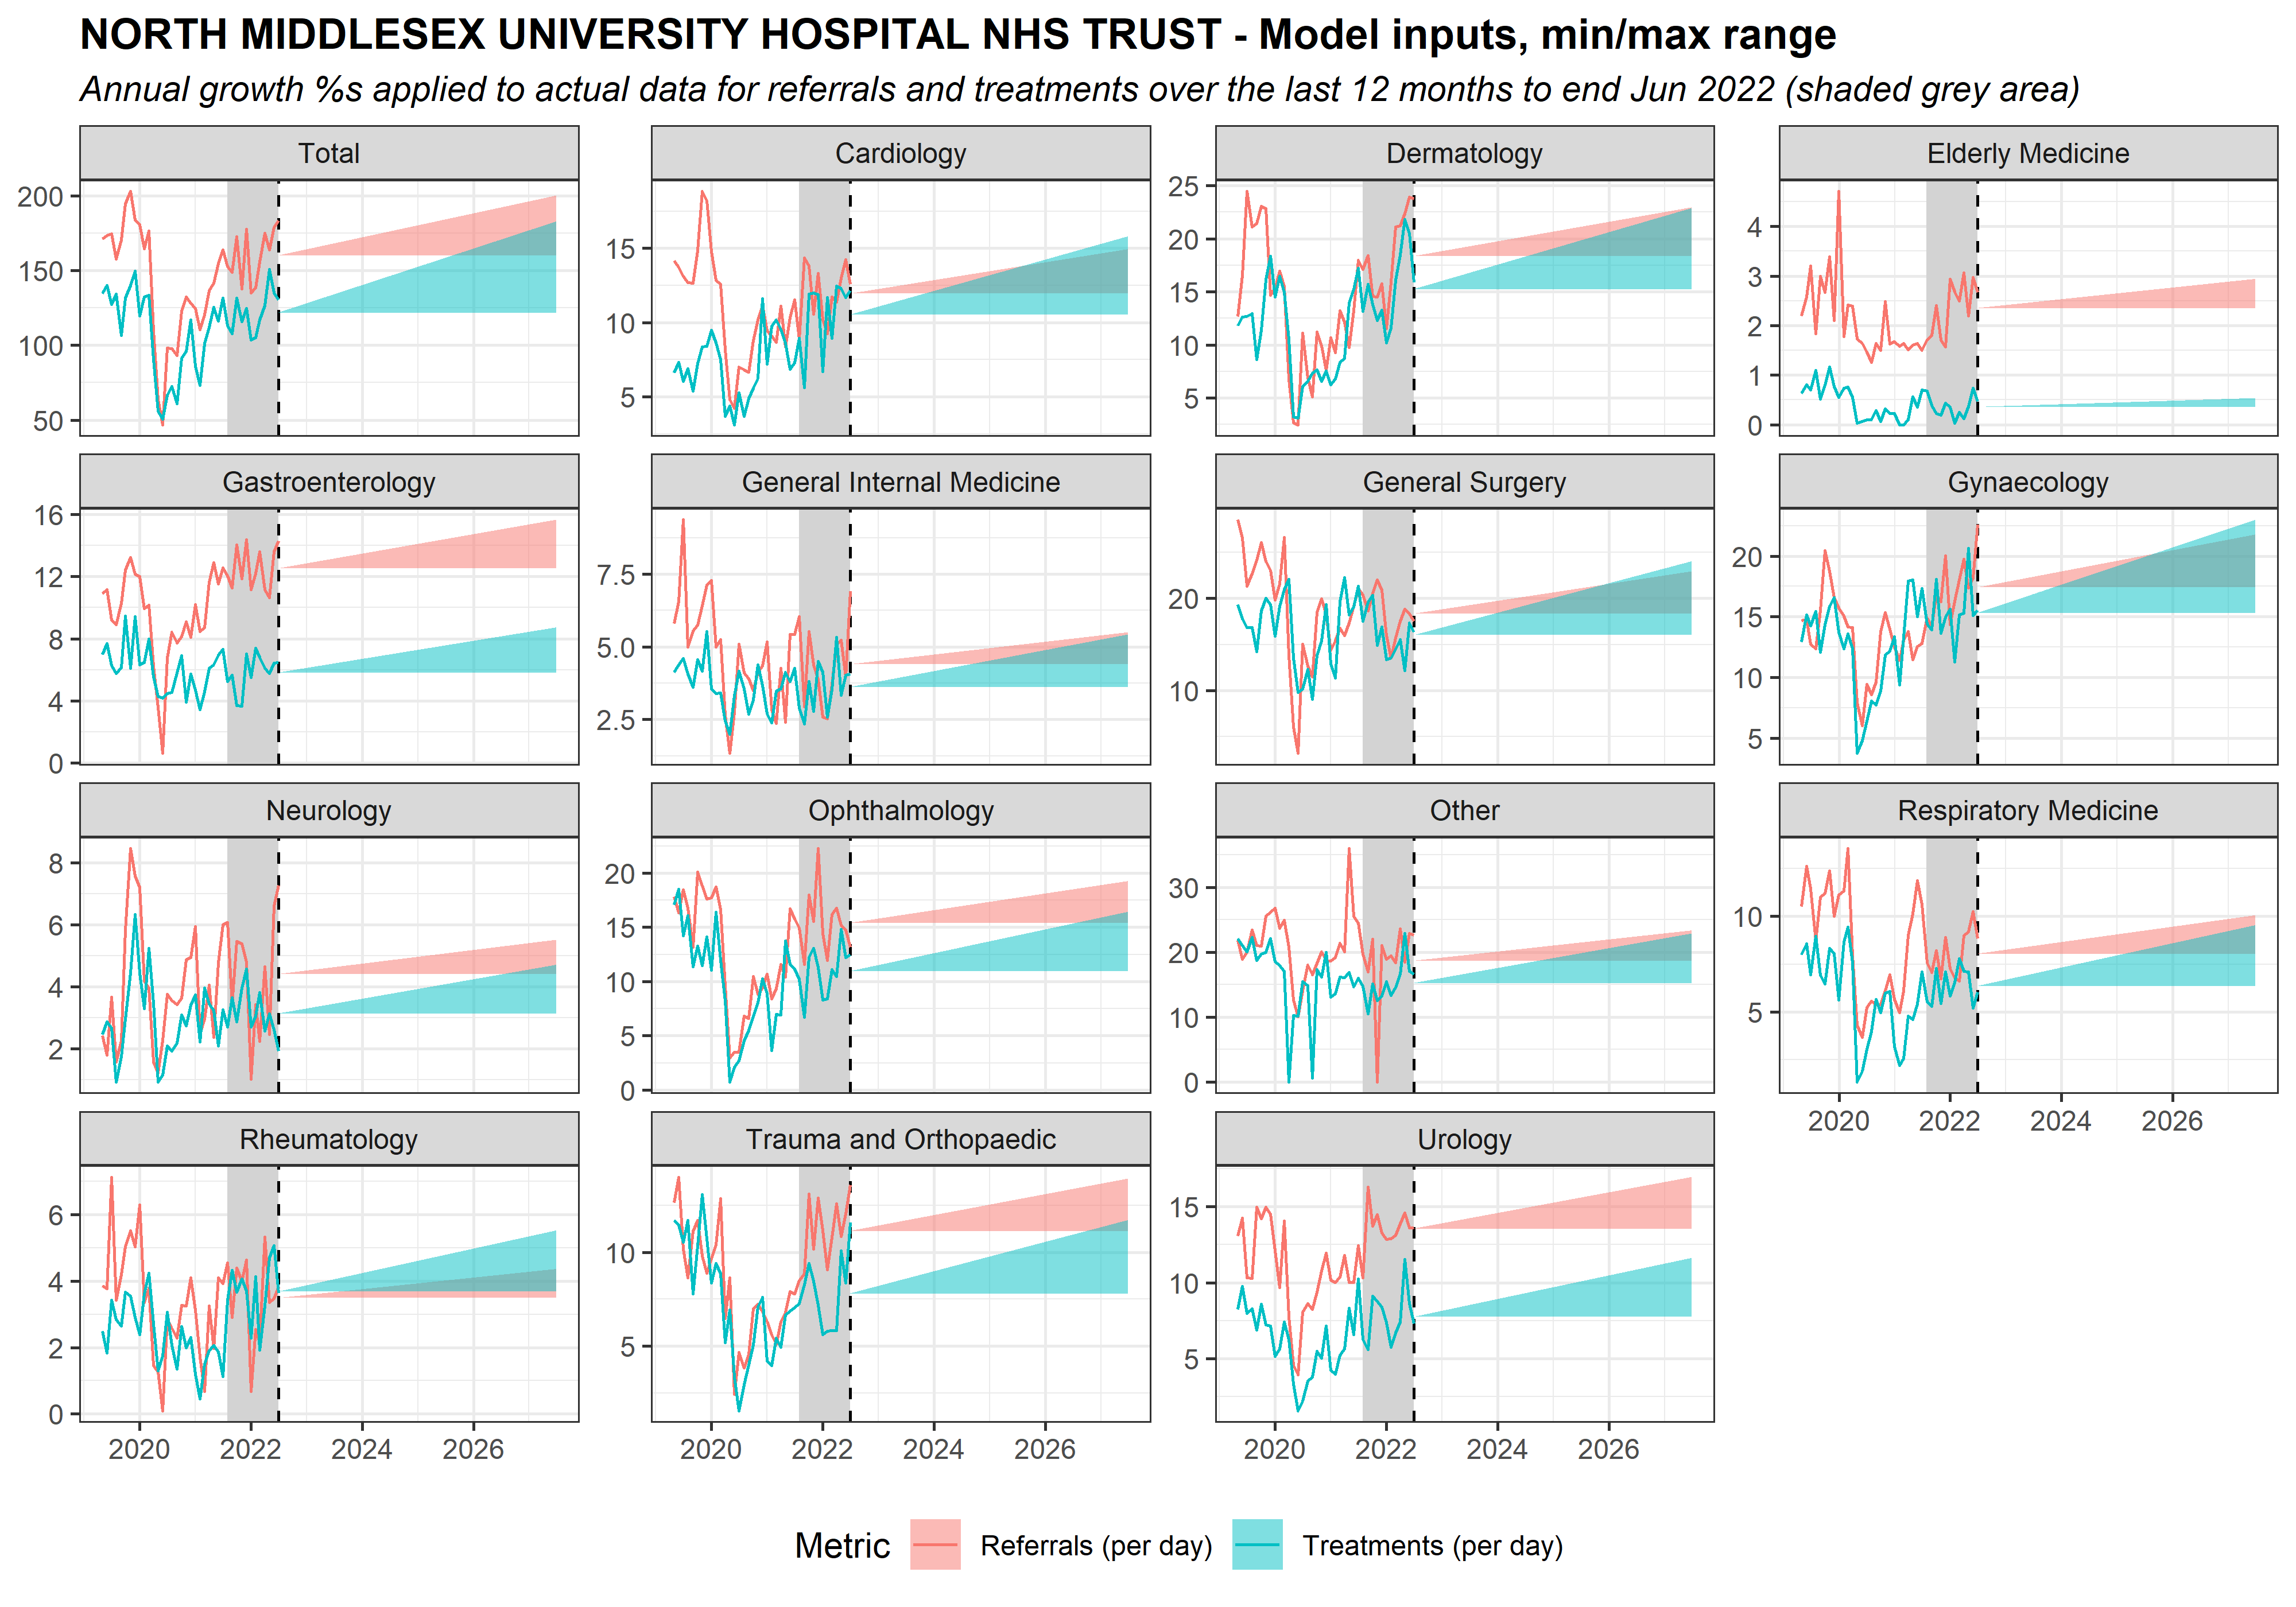 NORTH MIDDLESEX UNIVERSITY HOSPITAL NHS TRUST - Model inputs, min/max range
Annual growth %s applied to actual data for referrals and treatments over the last 12 months to end Jun 2022 (shaded grey area)
Total
200
150
100
50
Cardiology
15
10
5
Dermatology
25
20
15
10
5
Elderly Medicine
4
3
2
1
0
Gastroenterology
16
12
8
4
0
General Internal Medicine
7.5
5.0
2.5
General Surgery
20
10
Gynaecology
20
15
10
5
Neurology
8
6
4
2
Ophthalmology
20
15
10
5
0
Other
30
20
10
0
Respiratory Medicine
10
5
2020 2022 2024 2026
Rheumatology
6
4
2
0
2020 2022 2024 2026
Trauma and Orthopaedic
10
5
2020 2022 2024 2026
Urology
15
10
5
2020 2022 2024 2026
Metric Referrals (per day) Treatments (per day)